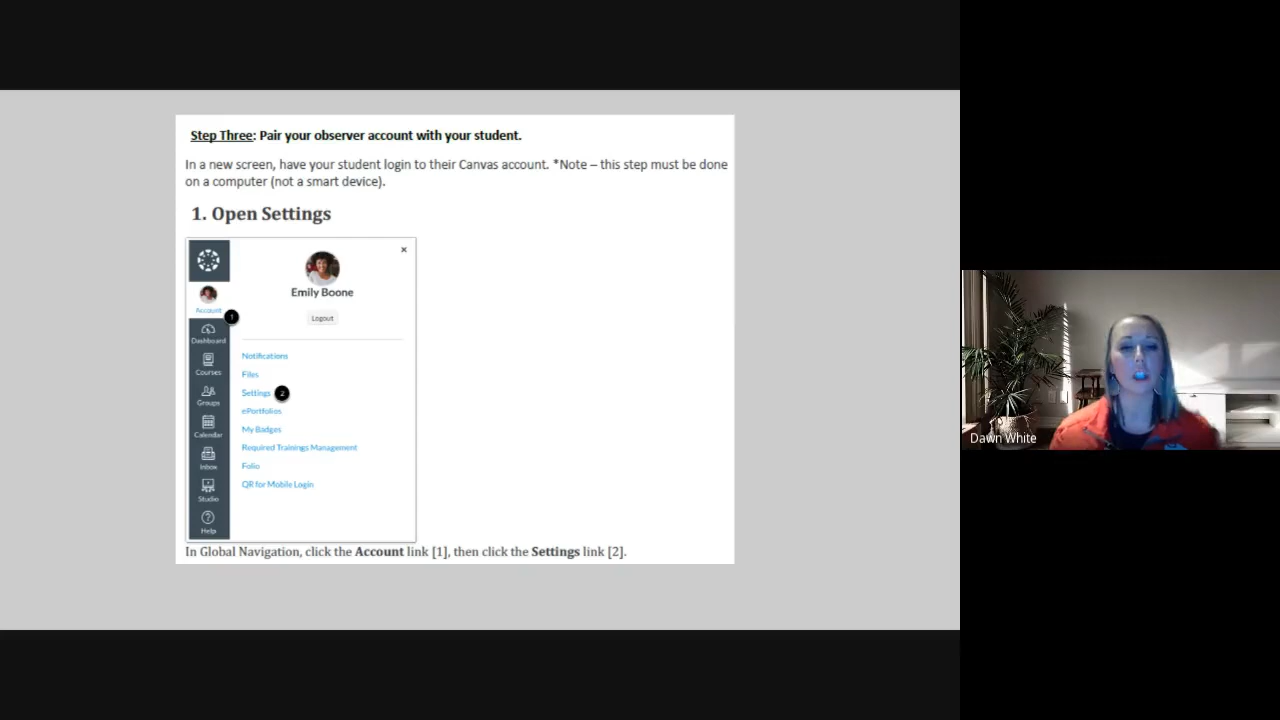 Step Three: Pair your observer account with your student.
In a new screen, have your student login to their Canvas account. *Note – this step must be done
on a computer (not a smart device).
1. Open Settings
Emily Boone
Logout
Account
1
Dashboard
Courses
Groups
Calendar
Inbox
Studio
Help
Notifications
Files
Settings 2
ePortfolios
My Badges
Required Trainings Management
Folio
QR for Mobile Login
In Global Navigation, click the Account link [1], then click the Settings link [2].
Dawn White